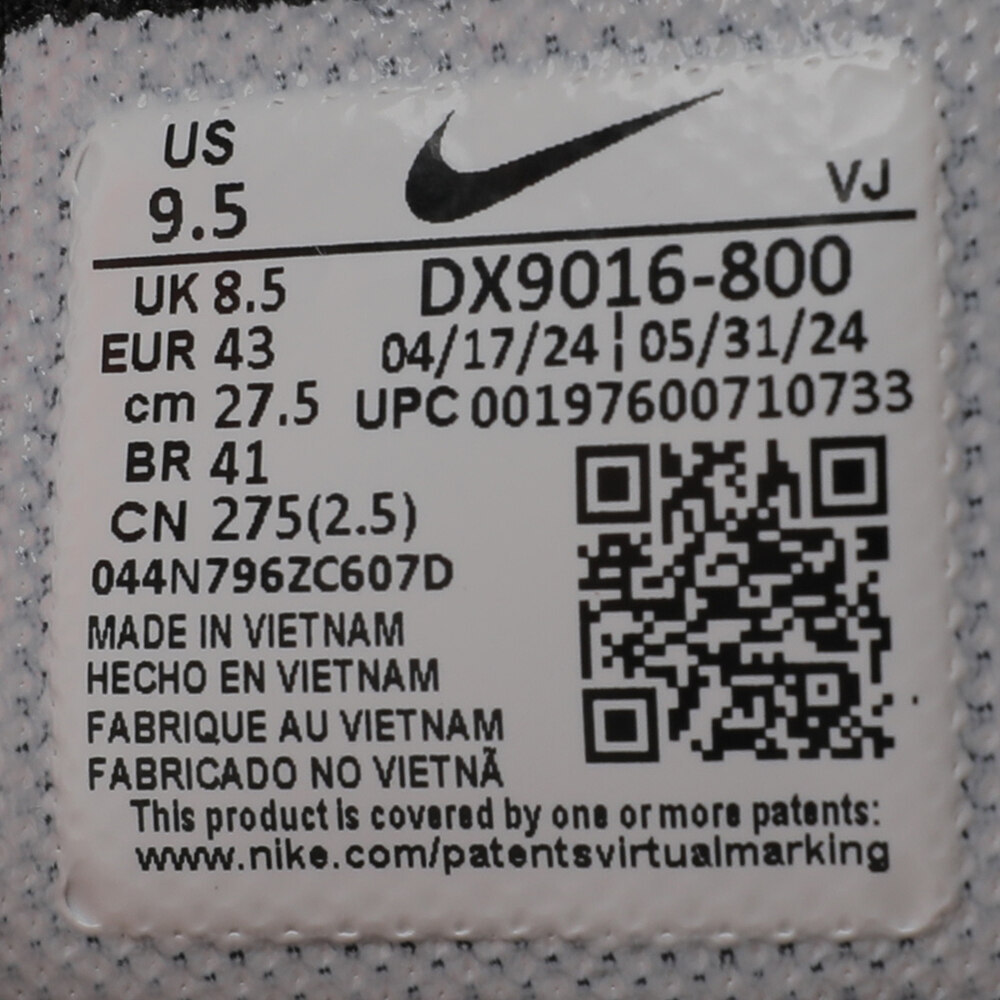 US
9.5
VJ
UK 8.5
DX9016-800
EUR 43
04/17/24 ¦ 05/31/24
cm 27.5
UPC 00197600710733
BR 41
CN 275(2.5)
044N796ZC607D
MADE IN VIETNAM
HECHO EN VIETNAM
FABRIQUE AU VIETNAM
FABRICADO NO VIETNÃ
This product is covered by one or more patents:
www.nike.com/patentsvirtualmarking